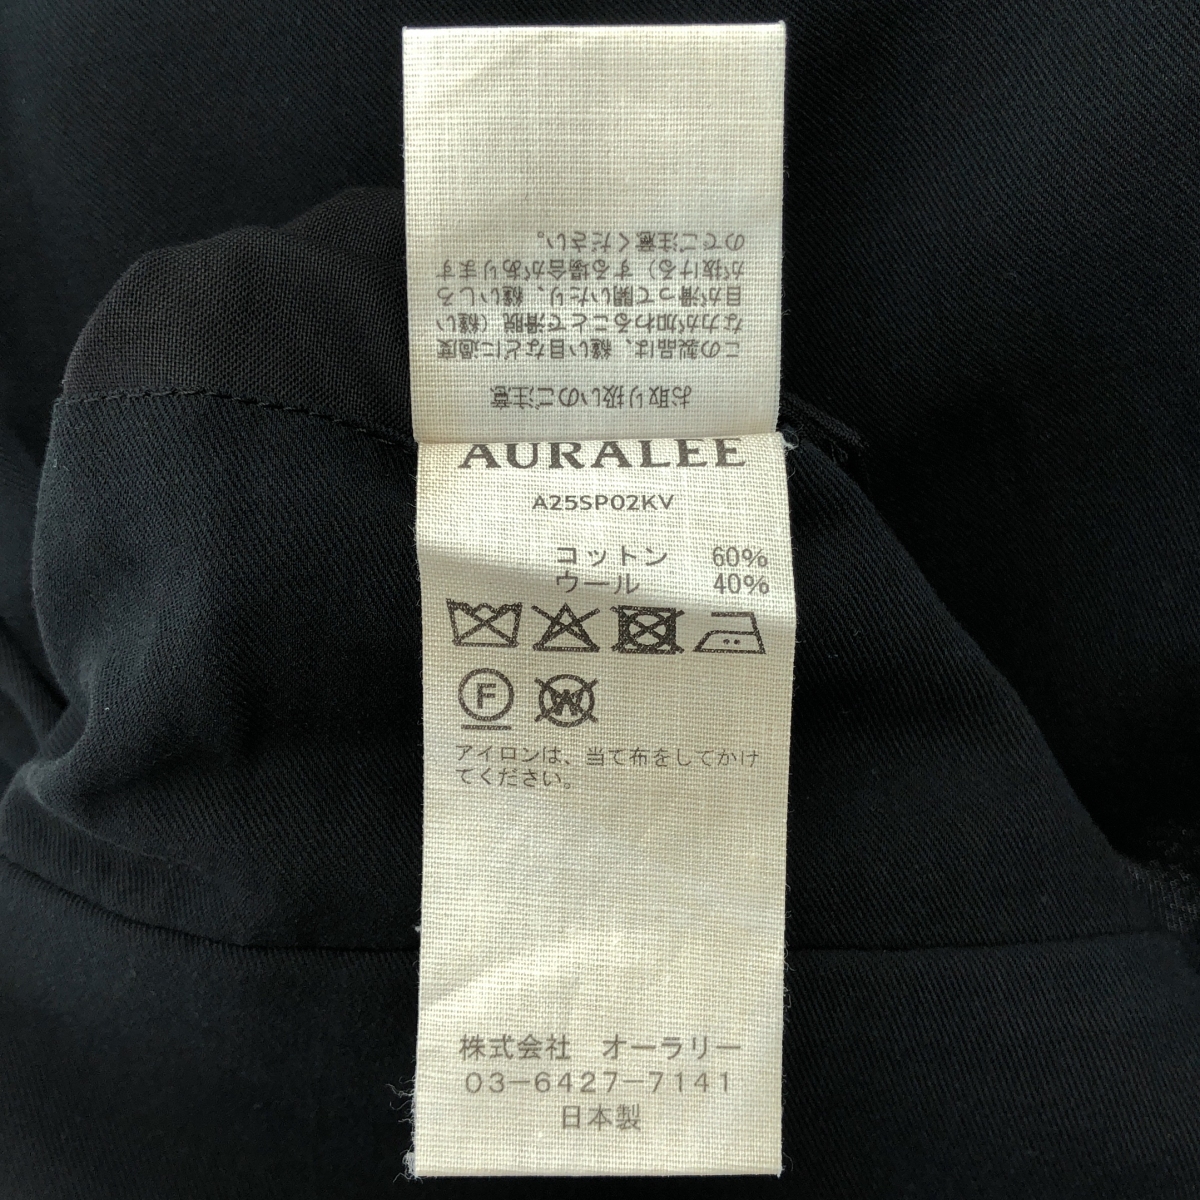 お取り扱いのご注意
この製品は、縫い目などに過度
な力が加わることで滑脱（縫い
目が滑って開いたり、縫いしろ
が抜ける）する場合があります
のでご注意ください。
AURALEE
A25SP02KV
コットン 60%
ウール 40%
F
W
アイロンは、当て布をしてかけ
てください。
株式会社 オーラリー
03-6427-7141
日本製